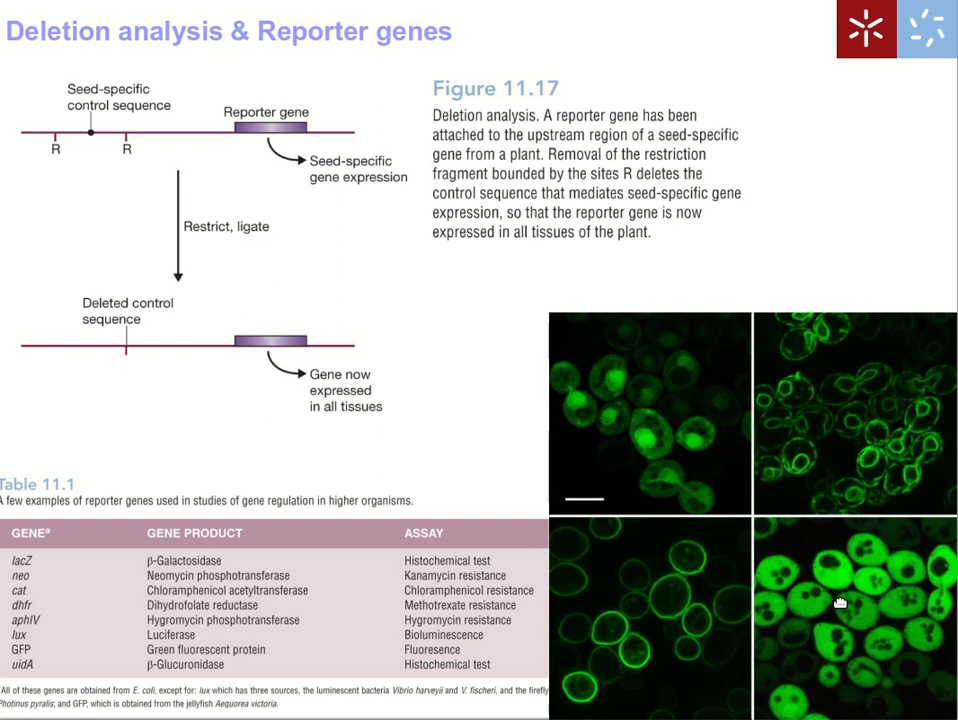 Deletion analysis & Reporter genes
Seed-specific
control sequence
Reporter gene
R
R
Seed-specific
gene expression
Restrict, ligate
Deleted control
sequence
Gene now
expressed
in all tissues
Figure 11.17
Deletion analysis. A reporter gene has been
attached to the upstream region of a seed-specific
gene from a plant. Removal of the restriction
fragment bounded by the sites R deletes the
control sequence that mediates seed-specific gene
expression, so that the reporter gene is now
expressed in all tissues of the plant.
Table 11.1
A few examples of reporter genes used in studies of gene regulation in higher organisms.
GENEᵃ GENE PRODUCT ASSAY
lacZ β-Galactosidase Histochemical test
neo Neomycin phosphotransferase Kanamycin resistance
cat Chloramphenicol acetyltransferase Chloramphenicol resistance
dhfr Dihydrofolate reductase Methotrexate resistance
aphIV Hygromycin phosphotransferase Hygromycin resistance
lux Luciferase Bioluminescence
GFP Green fluorescent protein Fluoresence
uidA β-Glucuronidase Histochemical test
All of these genes are obtained from E. coli, except for: lux which has three sources, the luminescent bacteria Vibrio harveyii and V. fischeri, and the firefly
Photinus pyralis; and GFP, which is obtained from the jellyfish Aequorea victoria.